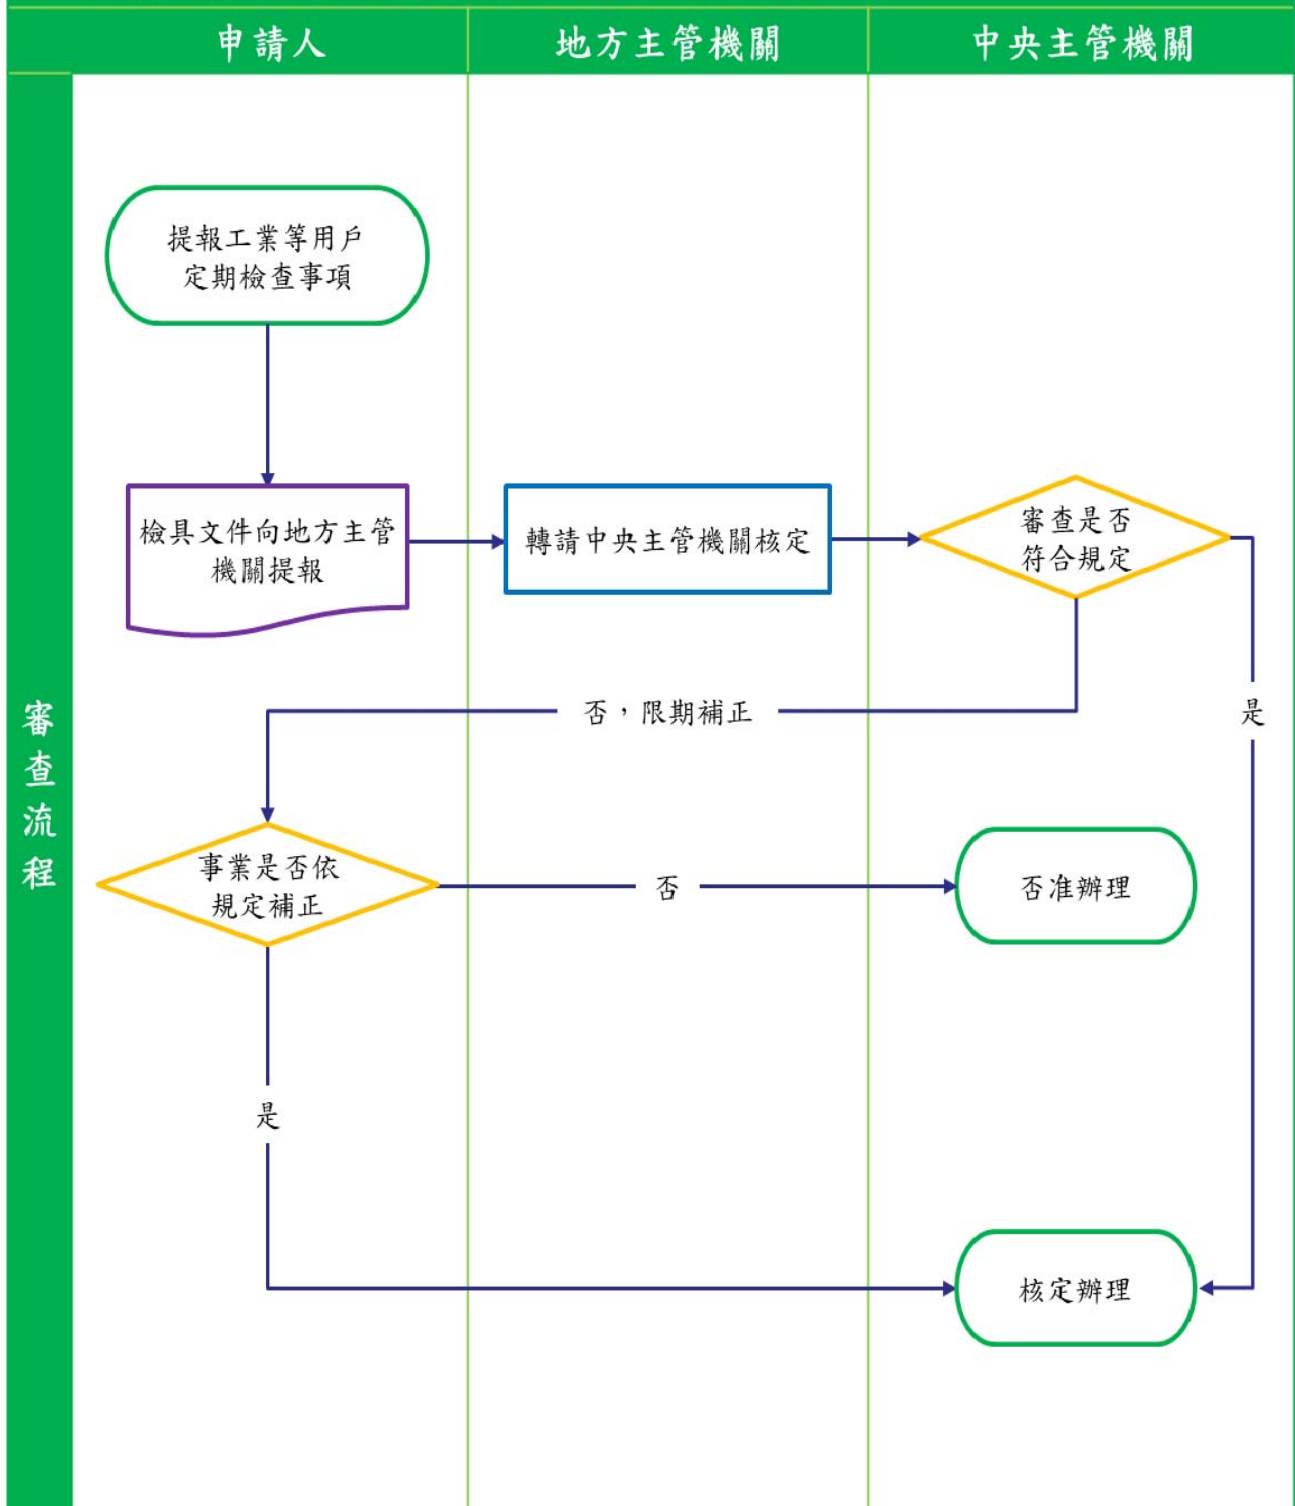 申請人
地方主管機關
中央主管機關
審查流程
提報工業等用戶
定期檢查事項
檢具文件向地方主管
機關提報
轉請中央主管機關核定
審查是否
符合規定
否，限期補正
是
事業是否依
規定補正
否
否准辦理
是
核定辦理